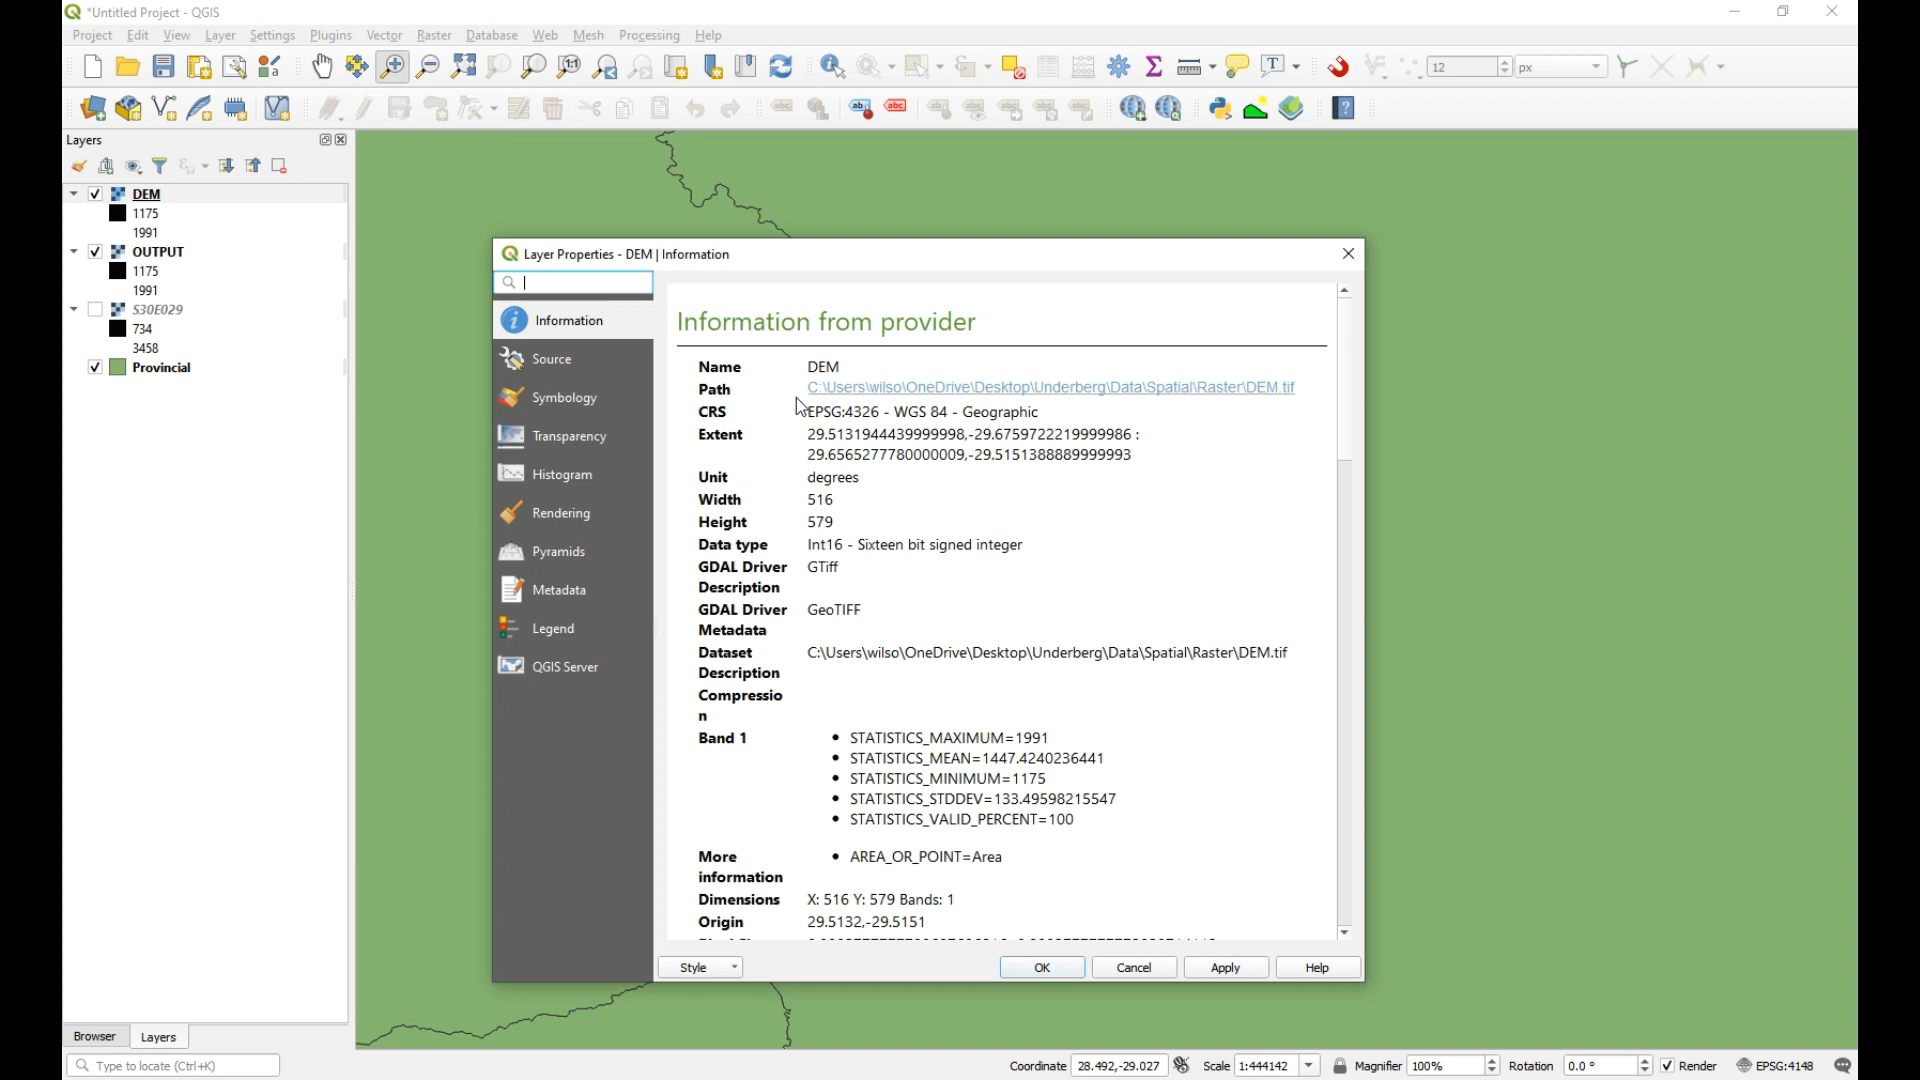 *Untitled Project - QGIS
Project Edit View Layer Settings Plugins Vector Raster Database Web Mesh Processing Help
12 px
Layers
DEM
1175
1991
OUTPUT
1175
1991
S30E029
734
3458
Provincial
Layer Properties - DEM | Information
Information
Source
Symbology
Transparency
Histogram
Rendering
Pyramids
Metadata
Legend
QGIS Server
Information from provider
Name DEM
Path C:\Users\wilso\OneDrive\Desktop\Underberg\Data\Spatial\Raster\DEM.tif
CRS EPSG:4326 - WGS 84 - Geographic
Extent 29.5131944439999998,-29.6759722219999986 :
29.6565277780000009,-29.5151388889999993
Unit degrees
Width 516
Height 579
Data type Int16 - Sixteen bit signed integer
GDAL Driver GTiff
Description
GDAL Driver GeoTIFF
Metadata
Dataset C:\Users\wilso\OneDrive\Desktop\Underberg\Data\Spatial\Raster\DEM.tif
Description
Compressio
n
Band 1 • STATISTICS_MAXIMUM=1991
• STATISTICS_MEAN=1447.4240236441
• STATISTICS_MINIMUM=1175
• STATISTICS_STDDEV=133.49598215547
• STATISTICS_VALID_PERCENT=100
More • AREA_OR_POINT=Area
information
Dimensions X: 516 Y: 579 Bands: 1
Origin 29.5132,-29.5151
Style OK Cancel Apply Help
Browser Layers
Type to locate (Ctrl+K) Coordinate 28.492,-29.027 Scale 1:444142 Magnifier 100% Rotation 0.0 ° Render EPSG:4148